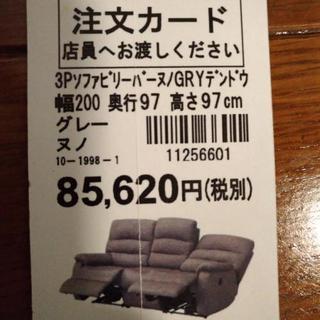 注文カード
店員へお渡しください
3Pソファビリーバーヌノ GRYデンドウ
幅200 奥行97 高さ97cm
グレー
ヌノ
10-1998-1
11256601
85,620円(税別)